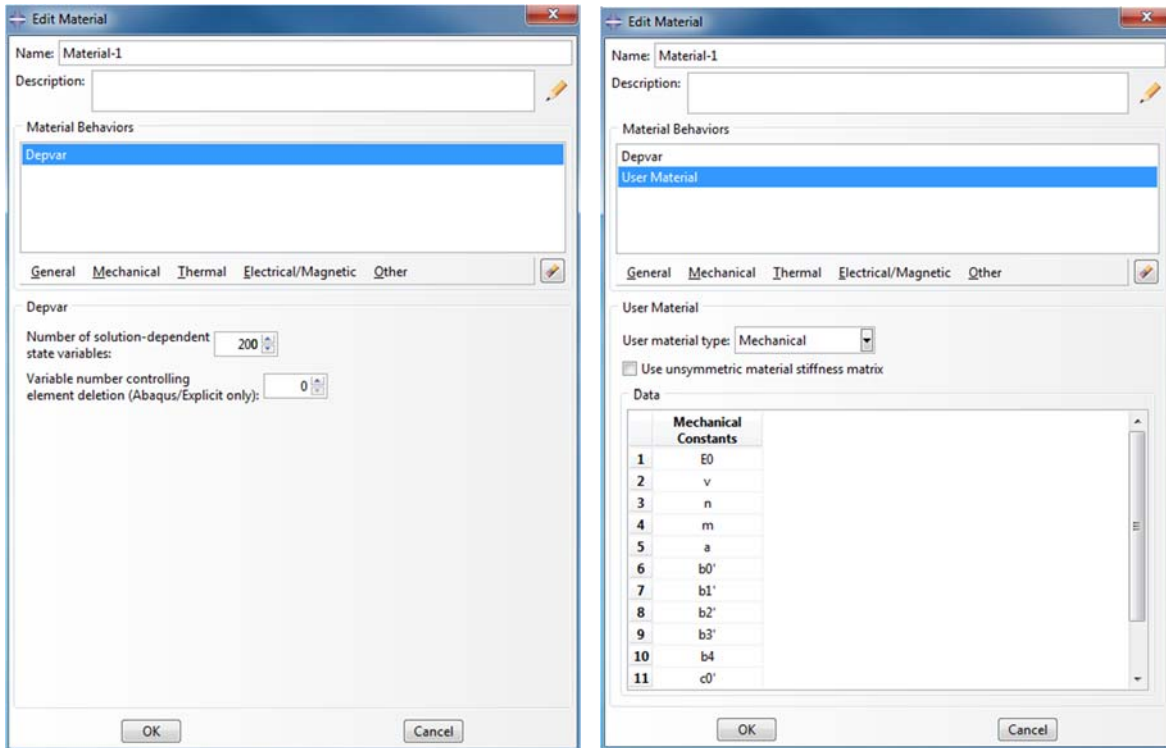 Edit Material
Name: Material-1
Description:
Material Behaviors
Depvar
General Mechanical Thermal Electrical/Magnetic Other
Depvar
Number of solution-dependent
state variables: 200
Variable number controlling
element deletion (Abaqus/Explicit only): 0
OK Cancel
Edit Material
Name: Material-1
Description:
Material Behaviors
Depvar
User Material
General Mechanical Thermal Electrical/Magnetic Other
User Material
User material type: Mechanical
Use unsymmetric material stiffness matrix
Data
Mechanical
Constants
1 E0
2 v
3 n
4 m
5 a
6 b0'
7 b1'
8 b2'
9 b3'
10 b4
11 c0'
OK Cancel